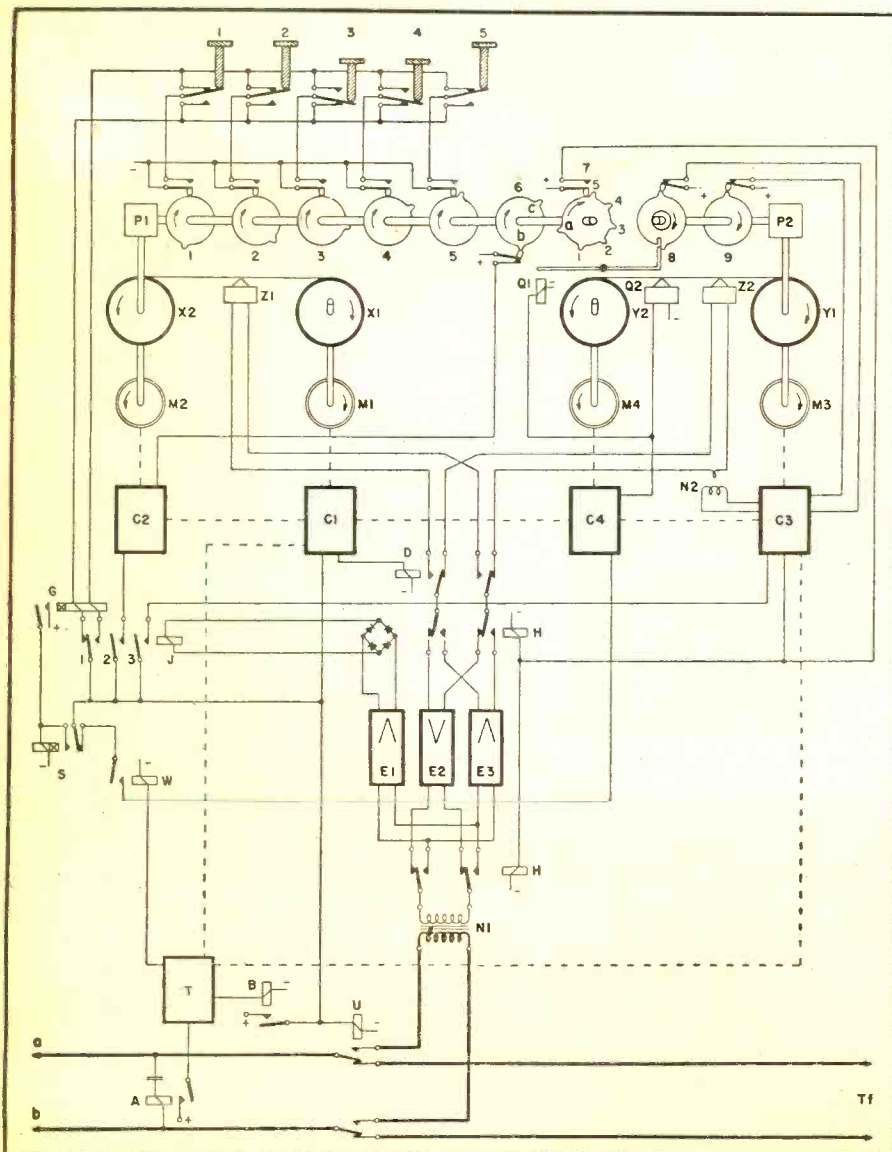 1 2 3 4 5
6 7 5 4
c
P1 a 3 P2
b 2
1 2 3 4 5 1 8 9
Q1 Q2 Z2
Z1
X2 X1 Y2 Y1
M2 M1 M4 M3
N2
C2 C1 C4 C3
D
G
H
J
1 2 3
E1 E2 E3
S W
H
N1
T B
U
a
A Tf
b